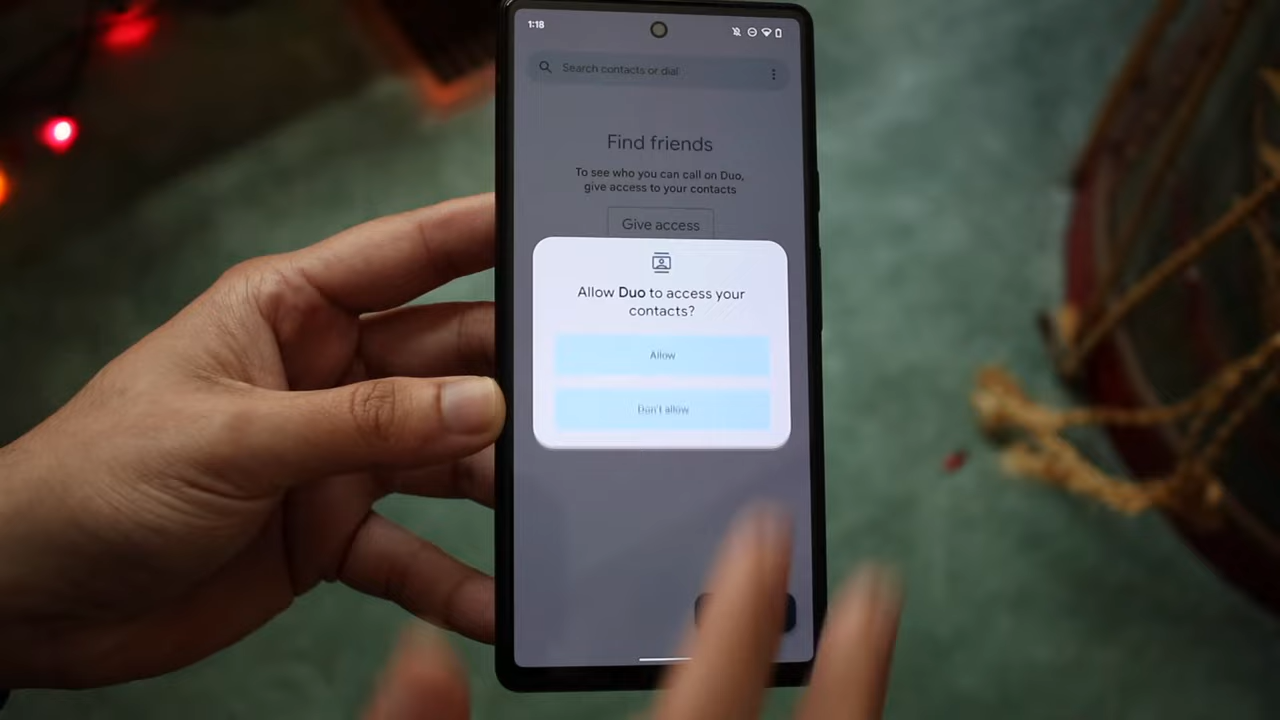 1:18
Search contacts or dial
Find friends
To see who you can call on Duo,
give access to your contacts
Give access
Allow Duo to access your
contacts?
Allow
Don't allow